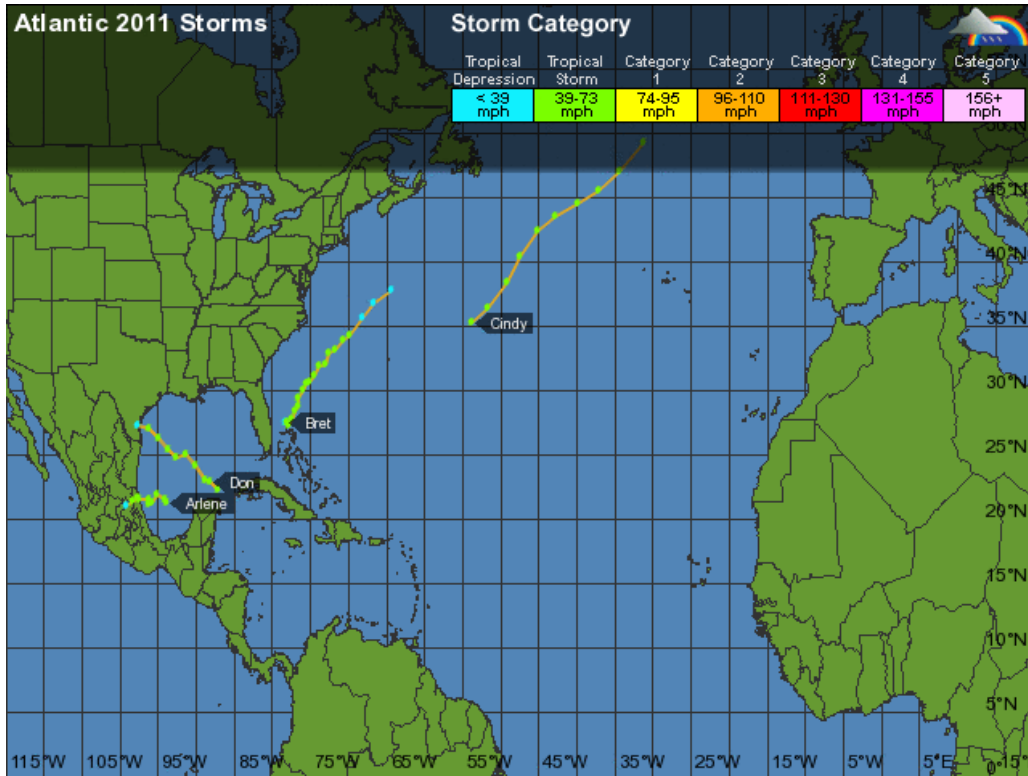 Atlantic 2011 Storms
Storm Category
Tropical Depression
Tropical Storm
Category 1
Category 2
Category 3
Category 4
Category 5
< 39 mph
39-73 mph
74-95 mph
96-110 mph
111-130 mph
131-155 mph
156+ mph
45°N
40°N
Cindy
35°N
30°N
Bret
25°N
Don
Arlene
20°N
15°N
10°N
5°N
115°W 105°W 95°W 85°W 75°W 65°W 55°W 45°W 35°W 25°W 15°W 5°W 5°E 15°
0°